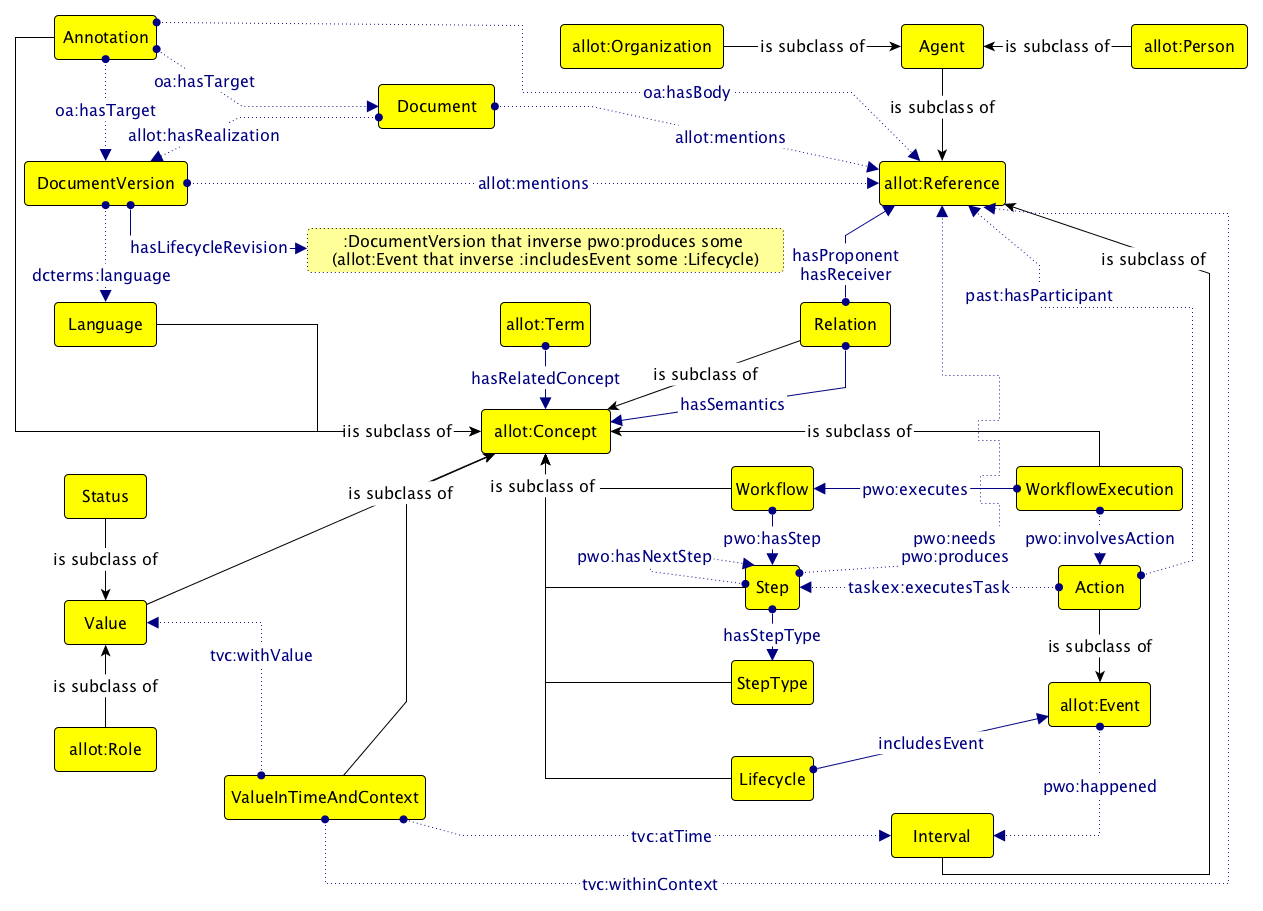 Annotation
allot:Organization
is subclass of
Agent
is subclass of
allot:Person
oa:hasTarget
oa:hasBody
Document
is subclass of
oa:hasTarget
allot:hasRealization
allot:mentions
DocumentVersion
allot:mentions
allot:Reference
hasLifecycleRevision
:DocumentVersion that inverse pwo:produces some
(allot:Event that inverse :includesEvent some :Lifecycle)
hasProponent
hasReceiver
is subclass of
dcterms:language
past:hasParticipant
Language
allot:Term
Relation
hasRelatedConcept
is subclass of
hasSemantics
iis subclass of
allot:Concept
is subclass of
Status
is subclass of
is subclass of
Workflow
pwo:executes
WorkflowExecution
is subclass of
pwo:hasNextStep
pwo:hasStep
pwo:needs
pwo:produces
pwo:involvesAction
Step
taskex:executesTask
Action
Value
hasStepType
tvc:withValue
is subclass of
is subclass of
StepType
allot:Event
allot:Role
includesEvent
Lifecycle
pwo:happened
ValueInTimeAndContext
tvc:atTime
Interval
tvc:withinContext